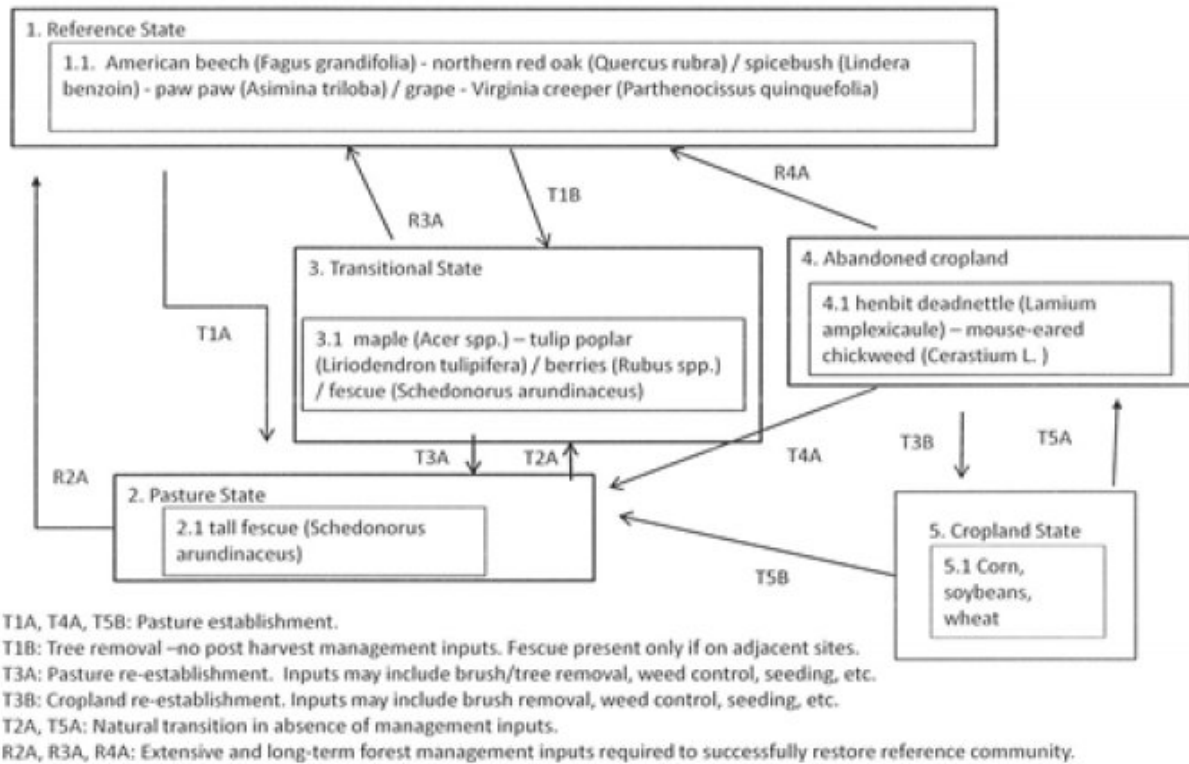 1. Reference State
1.1. American beech (Fagus grandifolia) - northern red oak (Quercus rubra) / spicebush (Lindera
benzoin) - paw paw (Asimina triloba) / grape - Virginia creeper (Parthenocissus quinquefolia)
R4A
T1B
R3A
3. Transitional State
3.1 maple (Acer spp.) – tulip poplar
(Liriodendron tulipifera) / berries (Rubus spp.)
/ fescue (Schedonorus arundinaceus)
4. Abandoned cropland
4.1 henbit deadnettle (Lamium
amplexicaule) – mouse-eared
chickweed (Cerastium L. )
T1A
T3A
T2A
T4A
T3B
T5A
R2A
2. Pasture State
2.1 tall fescue (Schedonorus
arundinaceus)
5. Cropland State
5.1 Corn,
soybeans,
wheat
T5B
T1A, T4A, T5B: Pasture establishment.
T1B: Tree removal –no post harvest management inputs. Fescue present only if on adjacent sites.
T3A: Pasture re-establishment. Inputs may include brush/tree removal, weed control, seeding, etc.
T3B: Cropland re-establishment. Inputs may include brush removal, weed control, seeding, etc.
T2A, T5A: Natural transition in absence of management inputs.
R2A, R3A, R4A: Extensive and long-term forest management inputs required to successfully restore reference community.